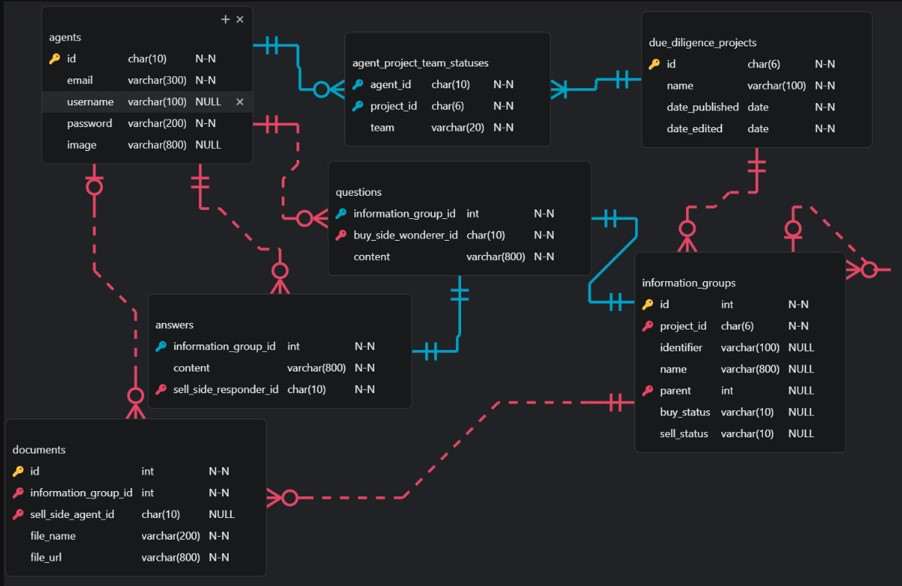 agents
id char(10) N-N
email varchar(300) N-N
username varchar(100) NULL
password varchar(200) N-N
image varchar(800) NULL
agent_project_team_statuses
agent_id char(10) N-N
project_id char(6) N-N
team varchar(20) N-N
due_diligence_projects
id char(6) N-N
name varchar(100) N-N
date_published date N-N
date_edited date N-N
questions
information_group_id int N-N
buy_side_wonderer_id char(10) N-N
content varchar(800) N-N
information_groups
id int N-N
project_id char(6) N-N
identifier varchar(100) NULL
name varchar(800) NULL
parent int NULL
buy_status varchar(10) NULL
sell_status varchar(10) NULL
answers
information_group_id int N-N
content varchar(800) N-N
sell_side_responder_id char(10) N-N
documents
id int N-N
information_group_id int N-N
sell_side_agent_id char(10) NULL
file_name varchar(200) N-N
file_url varchar(800) N-N